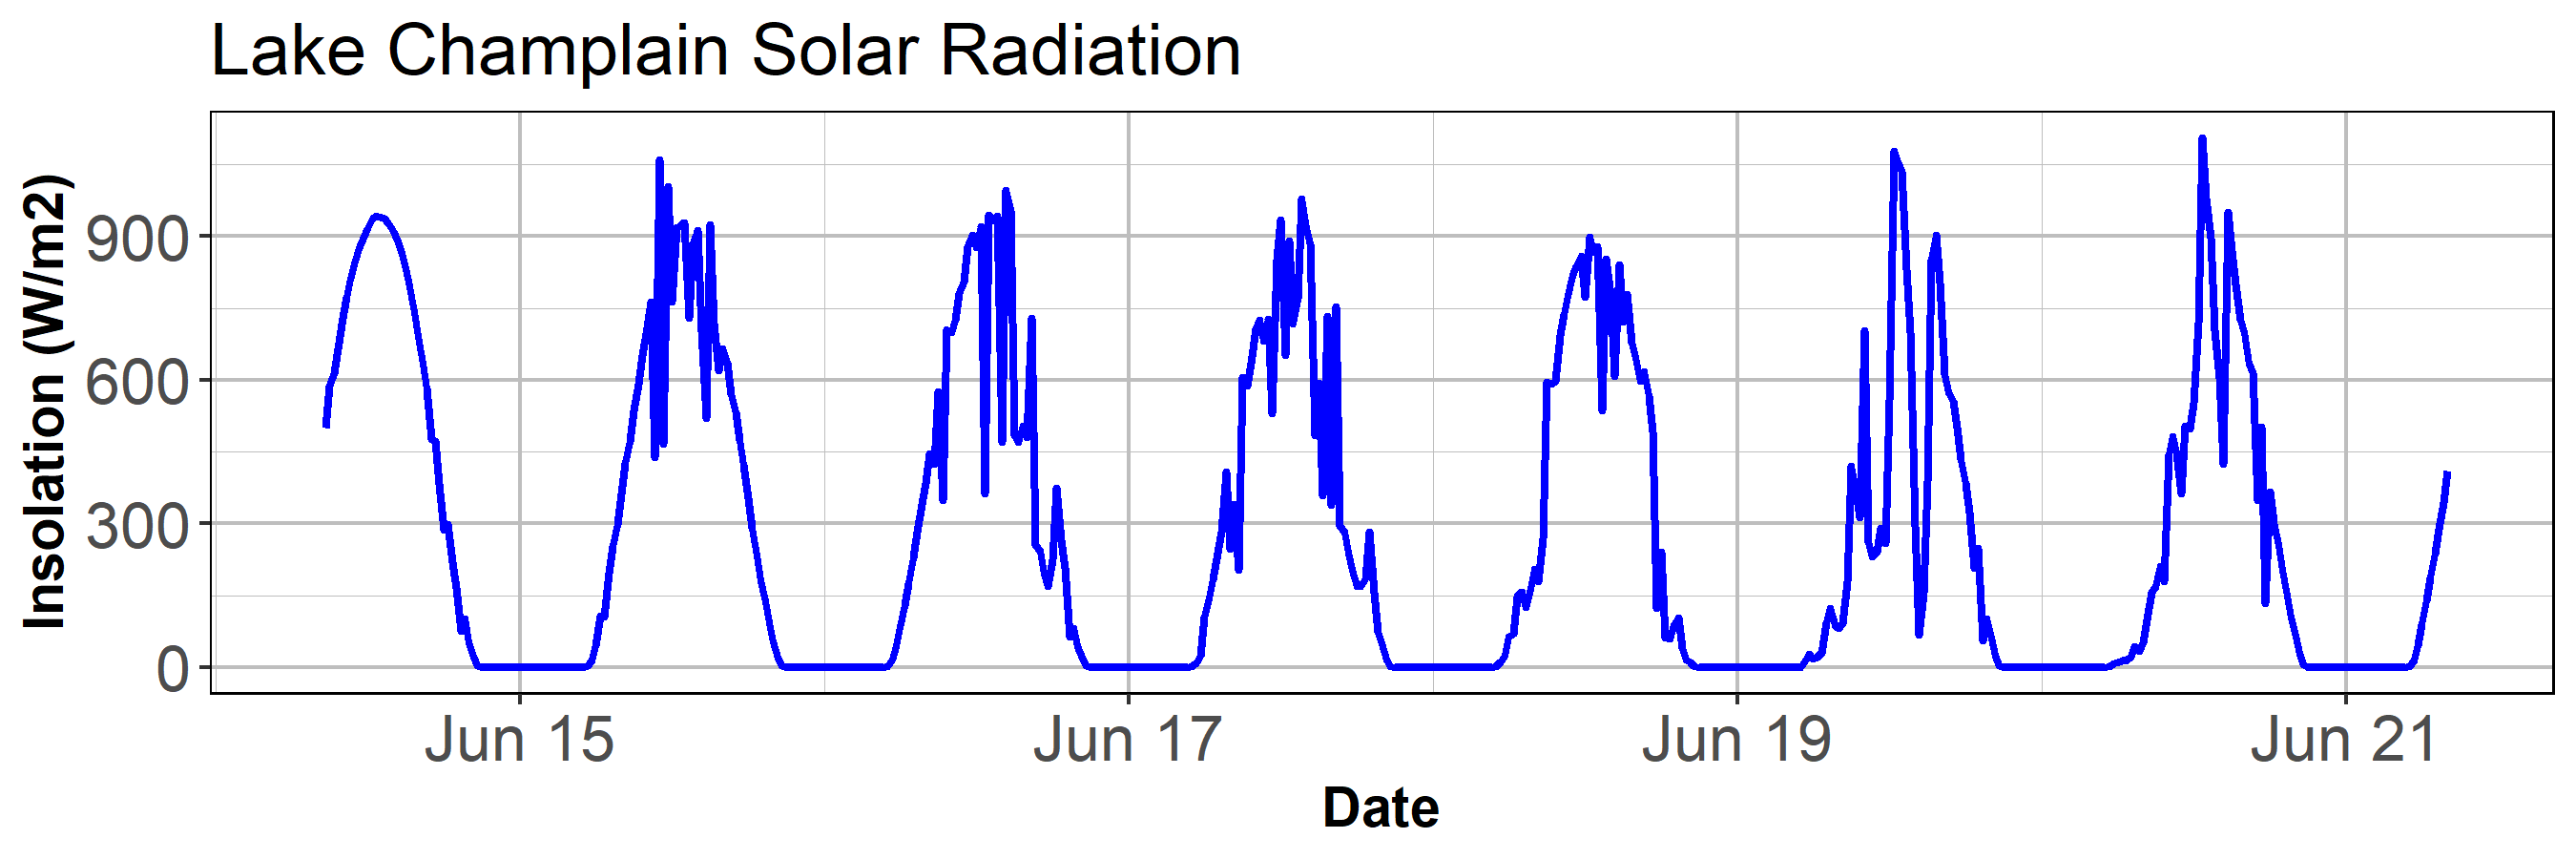 Lake Champlain Solar Radiation
Insolation (W/m2)
900
600
300
0
Jun 15 Jun 17 Jun 19 Jun 21
Date